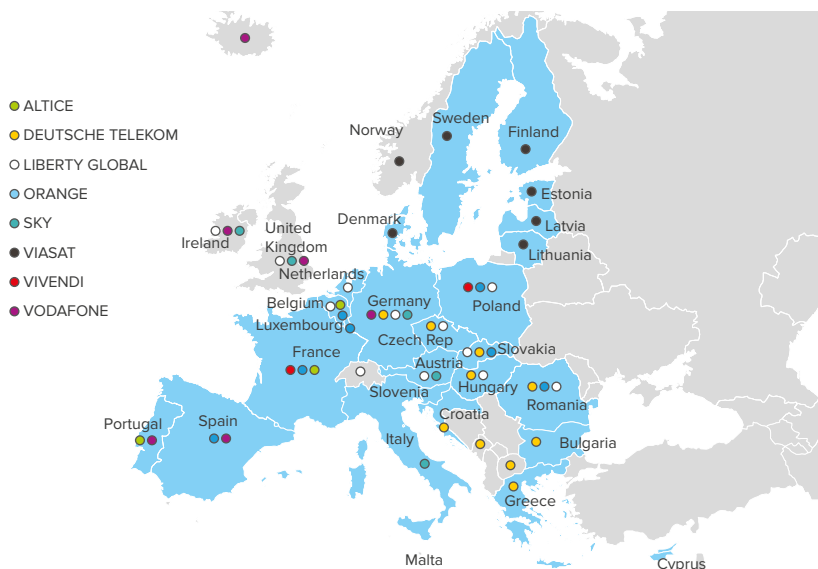 ALTICE
DEUTSCHE TELEKOM
LIBERTY GLOBAL
ORANGE
SKY
VIASAT
VIVENDI
VODAFONE
Norway
Sweden
Finland
Estonia
Latvia
Lithuania
Denmark
Ireland
United
Kingdom
Netherlands
Belgium
Luxembourg
Germany
Poland
Czech Rep
Slovakia
France
Austria
Slovenia
Hungary
Romania
Croatia
Portugal
Spain
Italy
Bulgaria
Greece
Malta
Cyprus